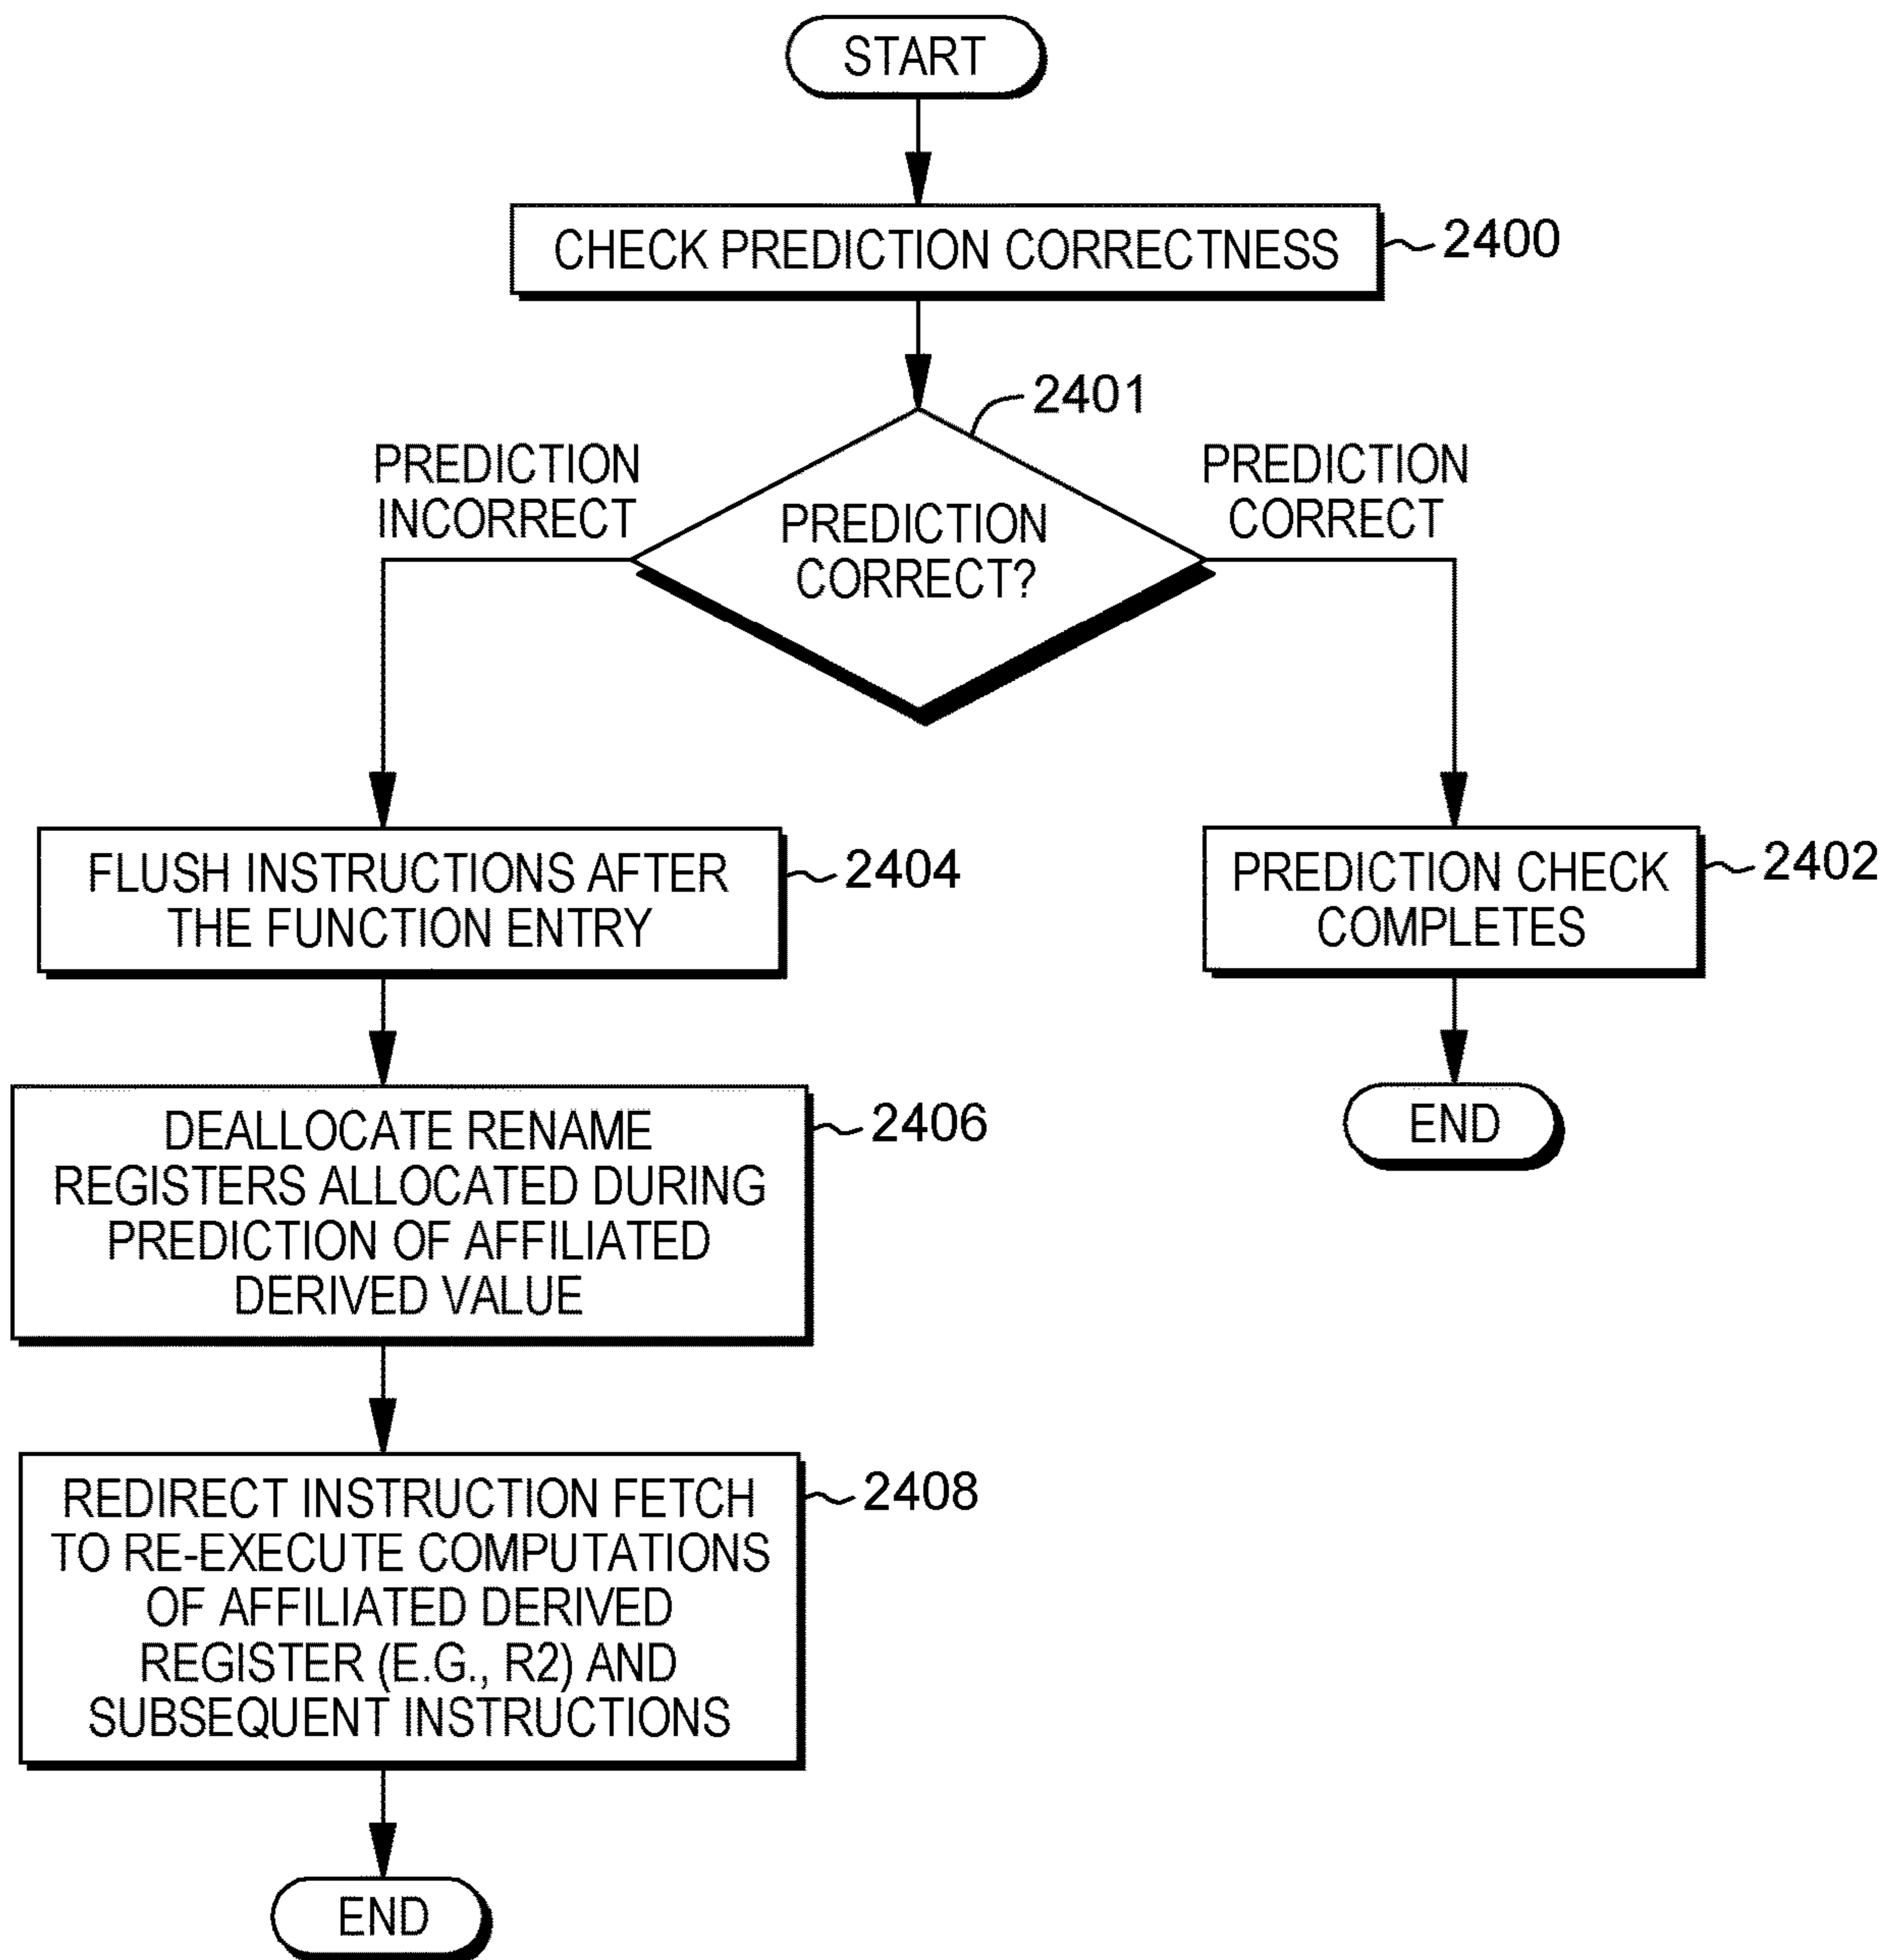 START
CHECK PREDICTION CORRECTNESS
2400
2401
PREDICTION
INCORRECT
PREDICTION
CORRECT?
PREDICTION
CORRECT
FLUSH INSTRUCTIONS AFTER
THE FUNCTION ENTRY
2404
PREDICTION CHECK
COMPLETES
2402
DEALLOCATE RENAME
REGISTERS ALLOCATED DURING
PREDICTION OF AFFILIATED
DERIVED VALUE
2406
END
REDIRECT INSTRUCTION FETCH
TO RE-EXECUTE COMPUTATIONS
OF AFFILIATED DERIVED
REGISTER (E.G., R2) AND
SUBSEQUENT INSTRUCTIONS
2408
END